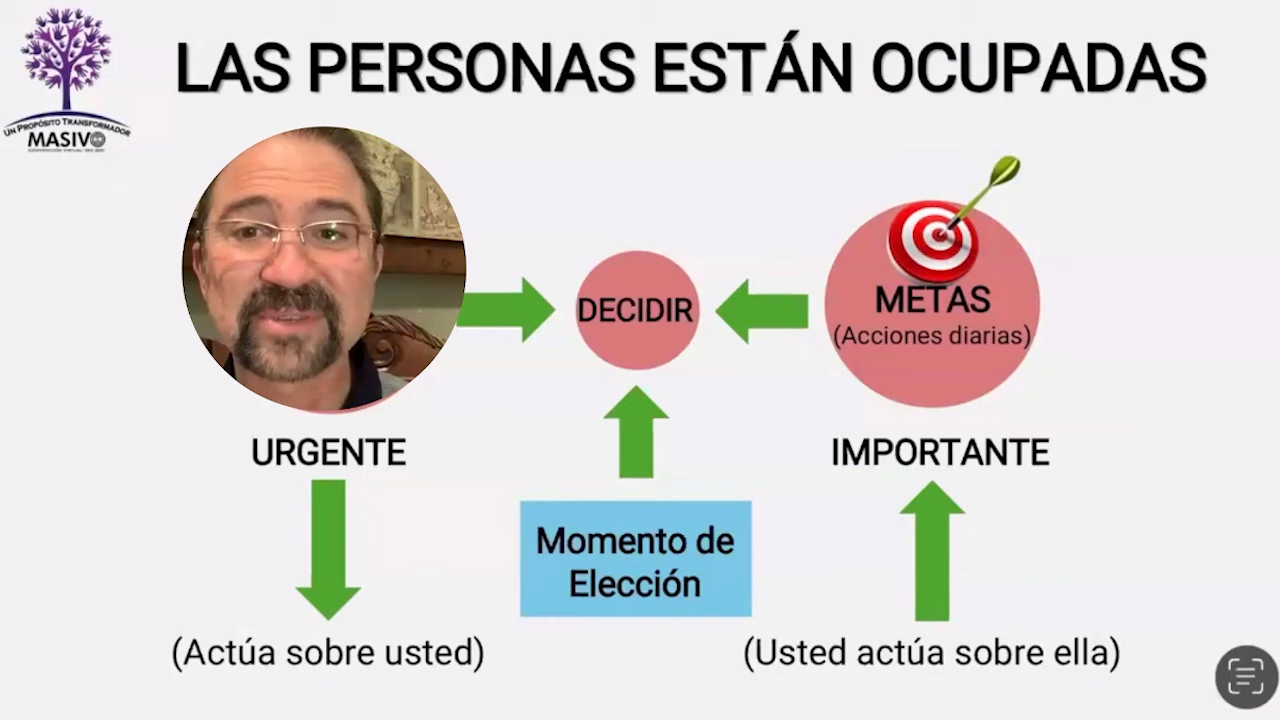 LAS PERSONAS ESTÁN OCUPADAS
UN PROPÓSITO TRANSFORMADOR
MASIVO
DECIDIR
METAS
(Acciones diarias)
URGENTE
IMPORTANTE
Momento de
Elección
(Actúa sobre usted)
(Usted actúa sobre ella)